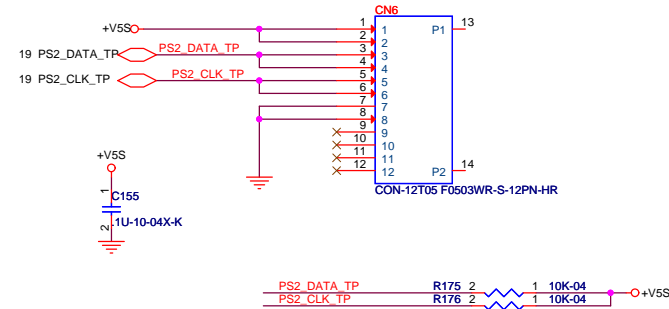 CN6
+V5S
1 1 P1 13
2 2
19 PS2_DATA_TP PS2_DATA_TP 3 3
4 4
19 PS2_CLK_TP PS2_CLK_TP 5 5
6 6
7 7
8 8
9 9
10 10
11 11
12 12 P2 14
CON-12T05 F0503WR-S-12PN-HR
+V5S
1
C155
.1U-10-04X-K
2
PS2_DATA_TP R175 2 1 10K-04
+V5S
PS2_CLK_TP R176 2 1 10K-04